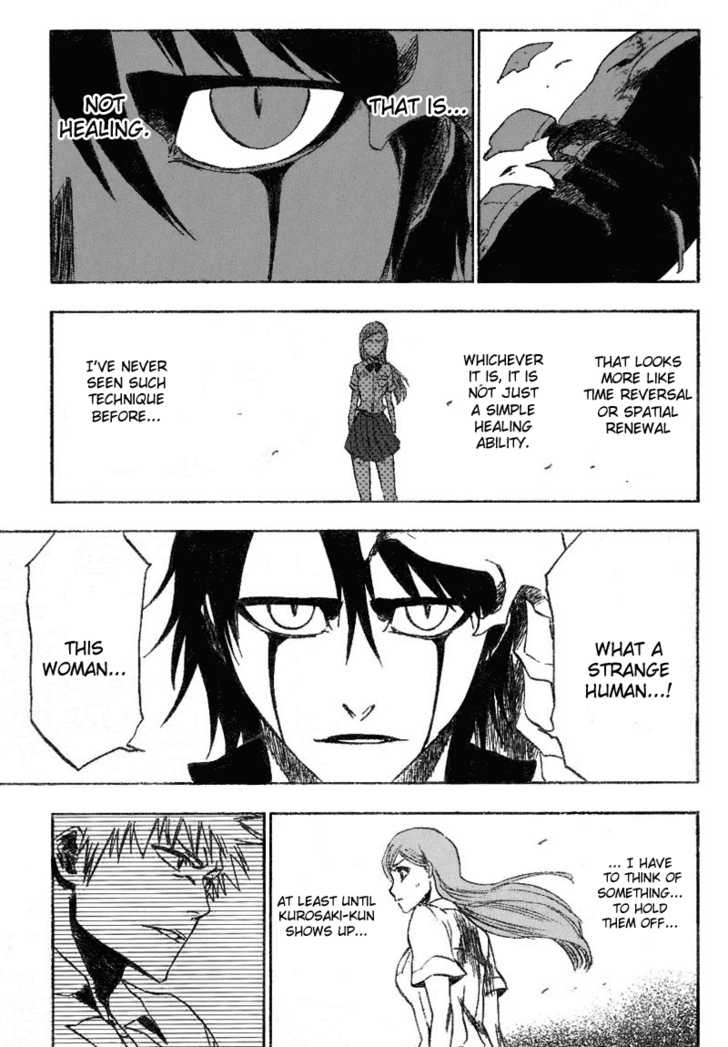 THAT IS...
NOT
HEALING.
THAT LOOKS
MORE LIKE
TIME REVERSAL
OR SPATIAL
RENEWAL
WHICHEVER
IT IS, IT IS
NOT JUST
A SIMPLE
HEALING
ABILITY.
I'VE NEVER
SEEN SUCH
TECHNIQUE
BEFORE...
WHAT A
STRANGE
HUMAN...!
THIS
WOMAN...
... I HAVE
TO THINK OF
SOMETHING...
TO HOLD
THEM OFF...
AT LEAST UNTIL
KUROSAKI-KUN
SHOWS UP...